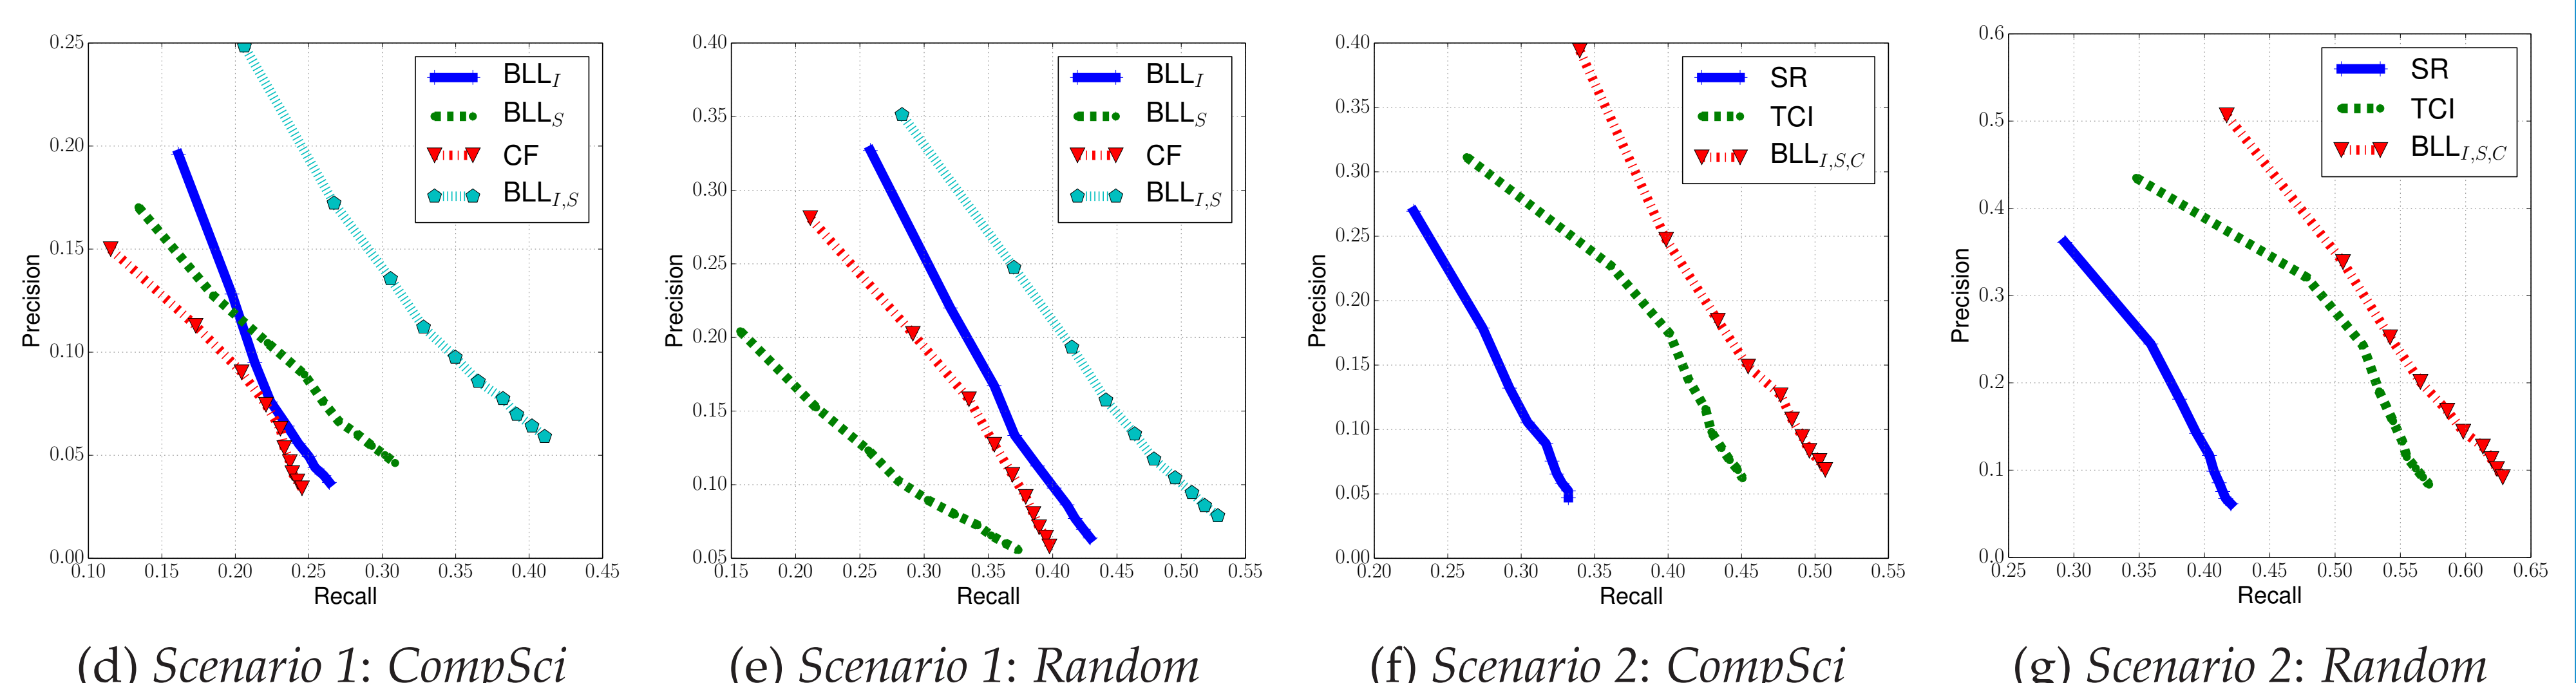 0.25
0.20
0.15
0.10
0.05
0.00
0.10 0.15 0.20 0.25 0.30 0.35 0.40 0.45
Precision
Recall
BLL_I
BLL_S
CF
BLL_{I,S}
(d) Scenario 1: CompSci
0.40
0.35
0.30
0.25
0.20
0.15
0.10
0.05
0.15 0.20 0.25 0.30 0.35 0.40 0.45 0.50 0.55
Precision
Recall
BLL_I
BLL_S
CF
BLL_{I,S}
(e) Scenario 1: Random
0.40
0.35
0.30
0.25
0.20
0.15
0.10
0.05
0.00
0.20 0.25 0.30 0.35 0.40 0.45 0.50 0.55
Precision
Recall
SR
TCI
BLL_{I,S,C}
(f) Scenario 2: CompSci
0.6
0.5
0.4
0.3
0.2
0.1
0.0
0.25 0.30 0.35 0.40 0.45 0.50 0.55 0.60 0.65
Precision
Recall
SR
TCI
BLL_{I,S,C}
(g) Scenario 2: Random